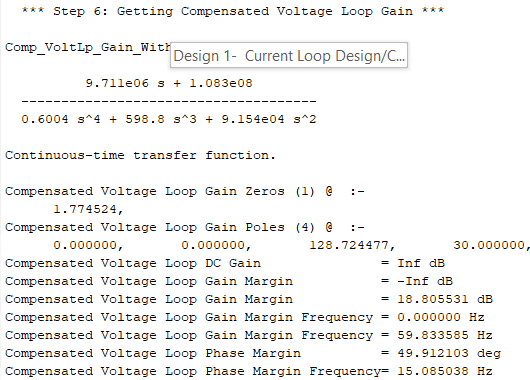 *** Step 6: Getting Compensated Voltage Loop Gain ***
Comp_VoltLp_Gain_With
Design 1- Current Loop Design/C...
9.711e06 s + 1.083e08
-------------------------------------
0.6004 s^4 + 598.8 s^3 + 9.154e04 s^2
Continuous-time transfer function.
Compensated Voltage Loop Gain Zeros (1) @ :-
1.774524,
Compensated Voltage Loop Gain Poles (4) @ :-
0.000000, 0.000000, 128.724477, 30.000000,
Compensated Voltage Loop DC Gain = Inf dB
Compensated Voltage Loop Gain Margin = -Inf dB
Compensated Voltage Loop Gain Margin = 18.805531 dB
Compensated Voltage Loop Gain Margin Frequency = 0.000000 Hz
Compensated Voltage Loop Gain Margin Frequency = 59.833585 Hz
Compensated Voltage Loop Phase Margin = 49.912103 deg
Compensated Voltage Loop Phase Margin Frequency= 15.085038 Hz